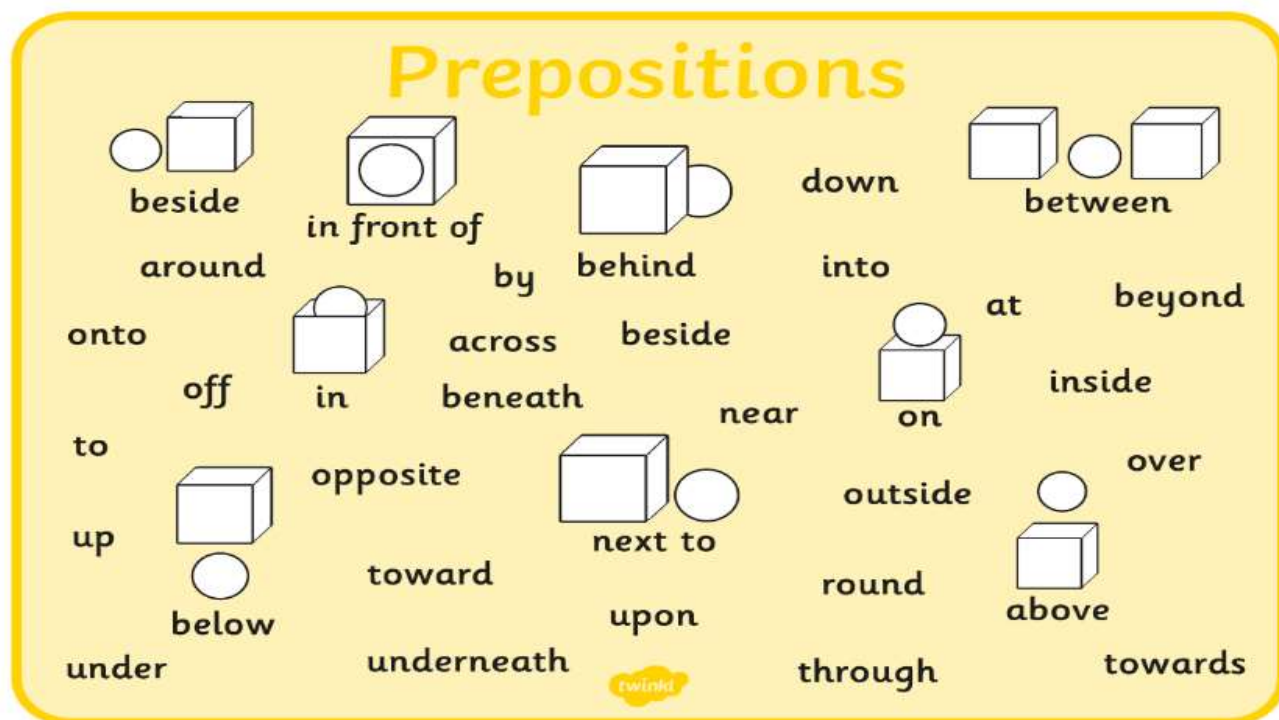 Prepositions
beside
in front of
behind
down
between
around
by
into
at
beyond
onto
across
beside
off
in
beneath
near
on
inside
to
opposite
outside
over
up
next to
below
toward
upon
round
above
under
underneath
twinkl
through
towards